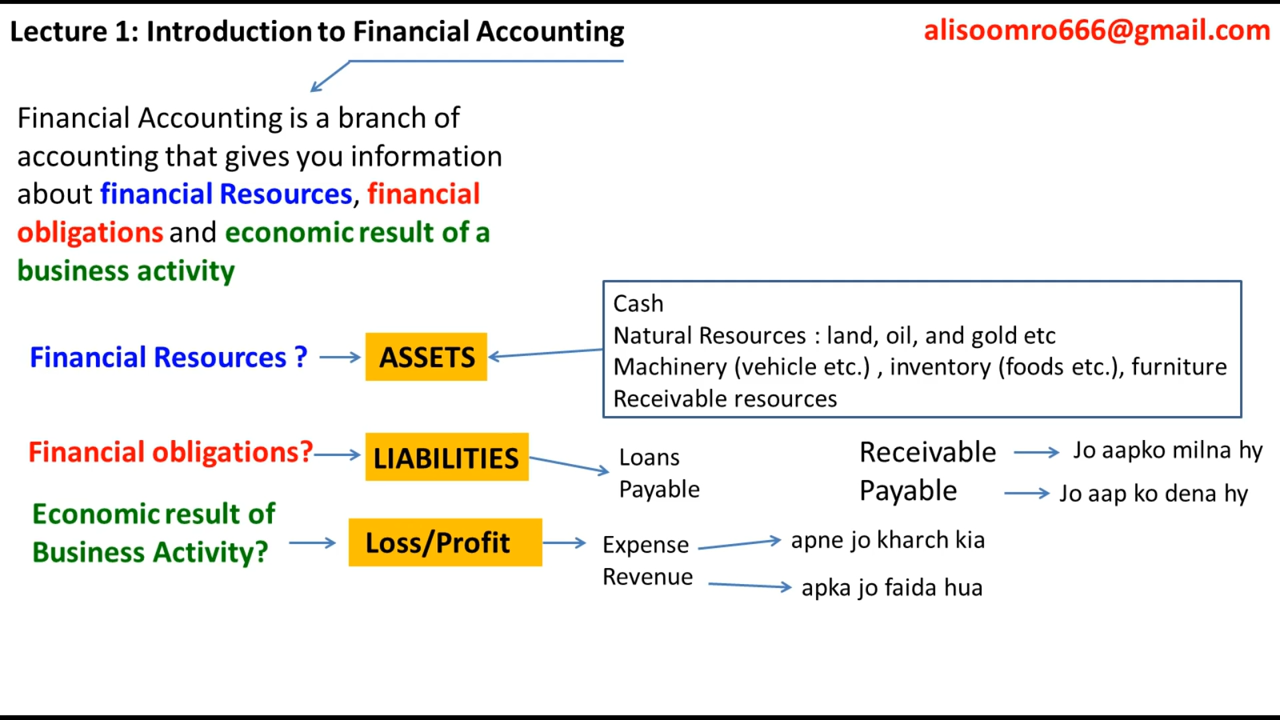 Lecture 1: Introduction to Financial Accounting
alisoomro666@gmail.com
Financial Accounting is a branch of
accounting that gives you information
about financial Resources, financial
obligations and economic result of a
business activity
Financial Resources ?
ASSETS
Cash
Natural Resources : land, oil, and gold etc
Machinery (vehicle etc.) , inventory (foods etc.), furniture
Receivable resources
Financial obligations?
LIABILITIES
Loans
Payable
Receivable
Jo aapko milna hy
Payable
Jo aap ko dena hy
Economic result of
Business Activity?
Loss/Profit
Expense
apne jo kharch kia
Revenue
apka jo faida hua